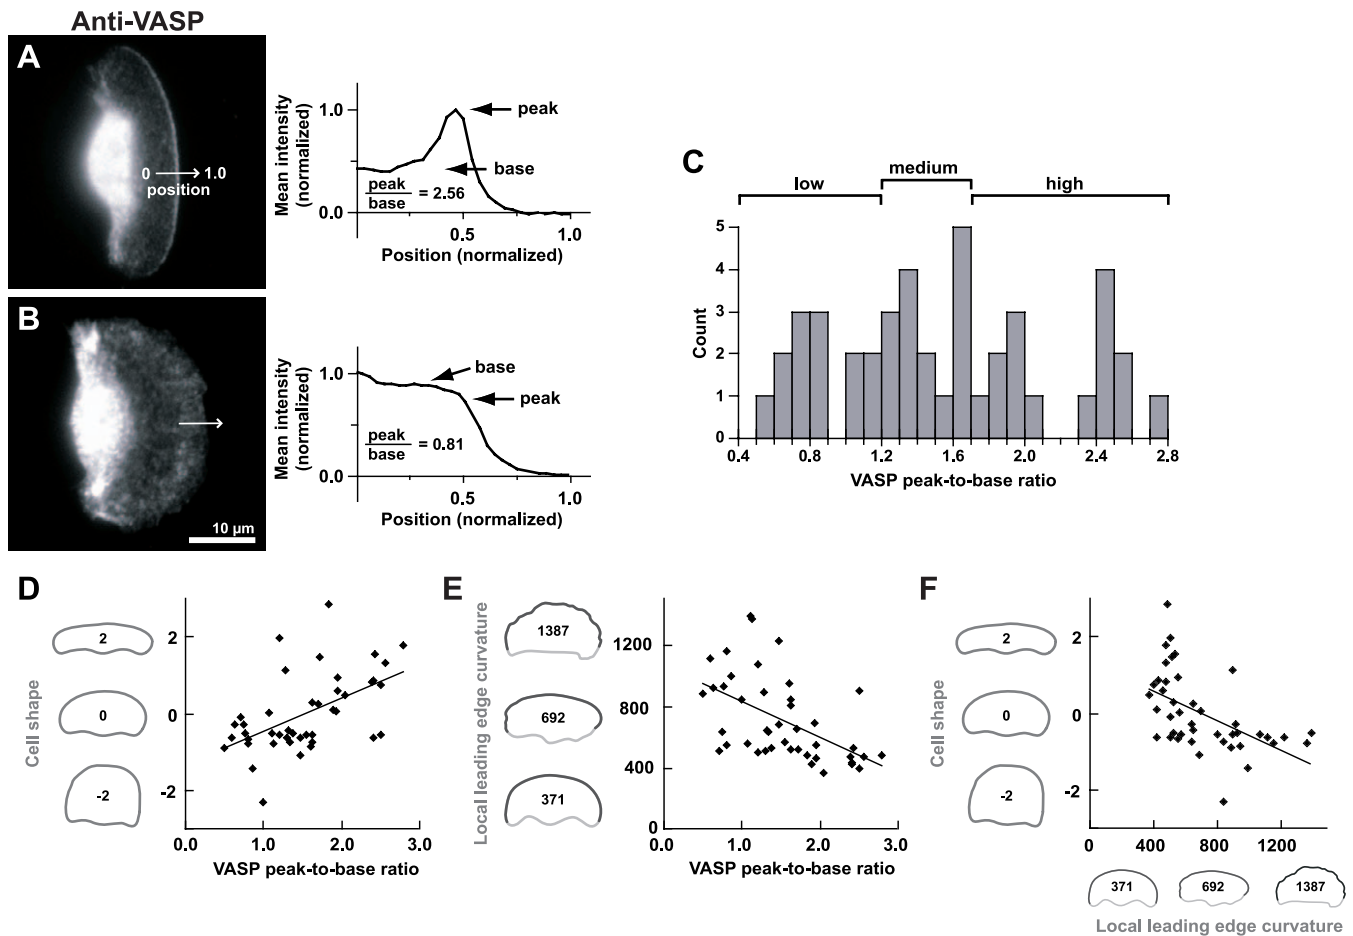 Anti-VASP
A
0 1.0
position
Mean intensity
(normalized)
1.0
0.0
peak
base
peak
base
= 2.56
0.5
1.0
Position (normalized)
B
10 µm
Mean intensity
(normalized)
1.0
0.0
base
peak
peak
base
= 0.81
0.5
1.0
Position (normalized)
C
low
medium
high
Count
5
4
3
2
1
0
0.4
0.8
1.2
1.6
2.0
2.4
2.8
VASP peak-to-base ratio
D
Cell shape
2
0
-2
2
0
-2
0.0
1.0
2.0
3.0
VASP peak-to-base ratio
E
Local leading edge curvature
1387
692
371
1200
800
400
0
0.0
1.0
2.0
3.0
VASP peak-to-base ratio
F
Cell shape
2
0
-2
2
0
-2
0
400
800
1200
371
692
1387
Local leading edge curvature